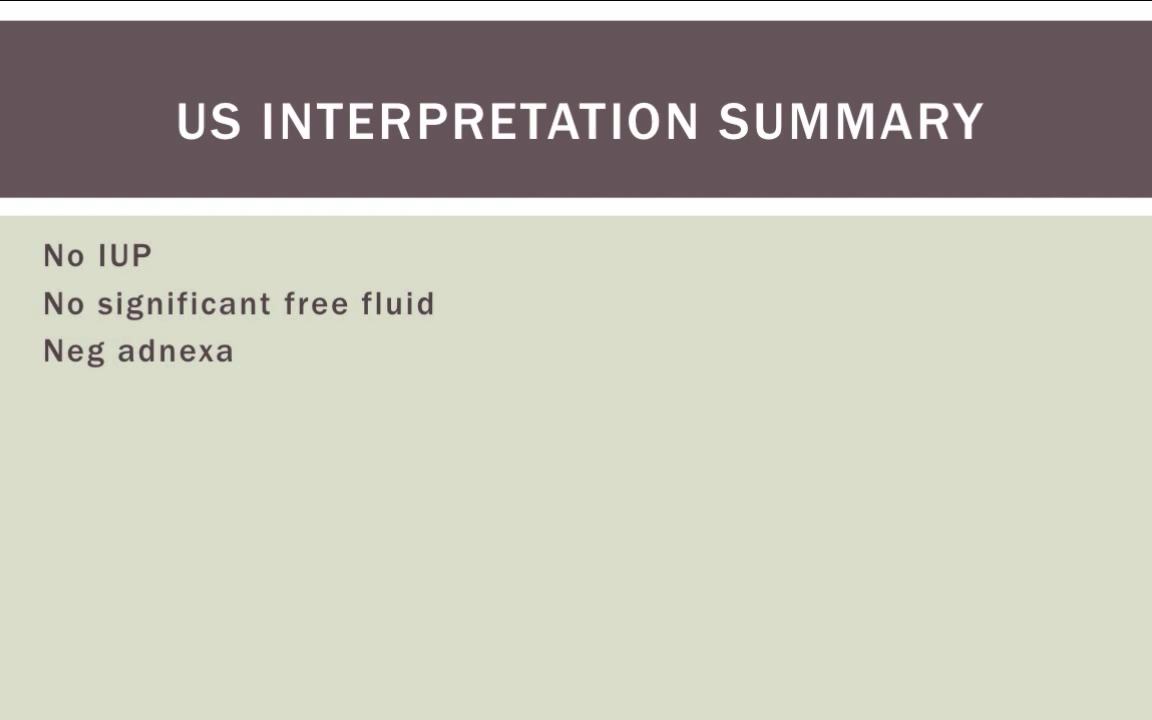 US INTERPRETATION SUMMARY
No IUP
No significant free fluid
Neg adnexa